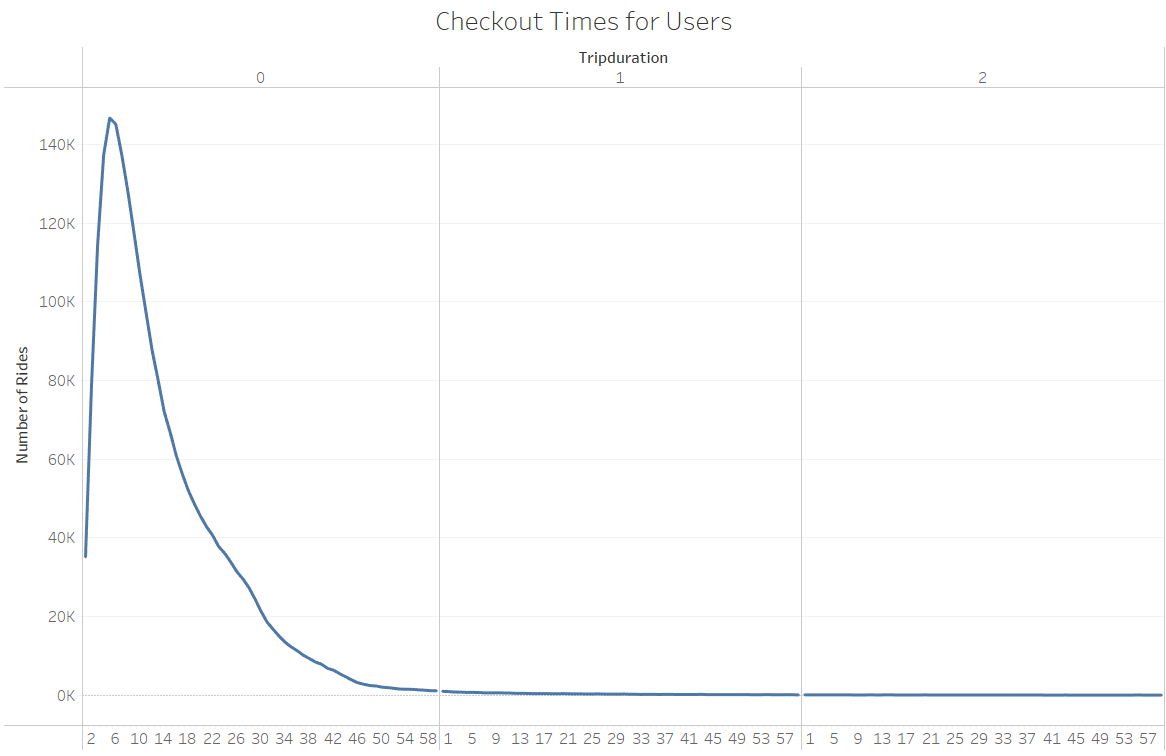 Checkout Times for Users
Tripduration
0 1 2
140K
120K
100K
80K
60K
40K
20K
0K
Number of Rides
2 6 10 14 18 22 26 30 34 38 42 46 50 54 58 1 5 9 13 17 21 25 29 33 37 41 45 49 53 57 1 5 9 13 17 21 25 29 33 37 41 45 49 53 57